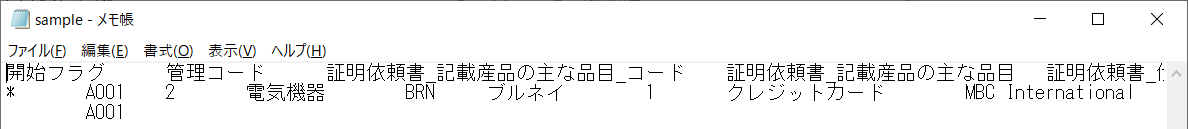 sample - メモ帳
ファイル(F) 編集(E) 書式(O) 表示(V) ヘルプ(H)
開始フラグ 管理コード 証明依頼書_記載産品の主な品目_コード 証明依頼書_記載産品の主な品目 証明依頼書_
* A001 2 電気機器 BRN ブルネイ 1 クレジットカード MBC International
A001